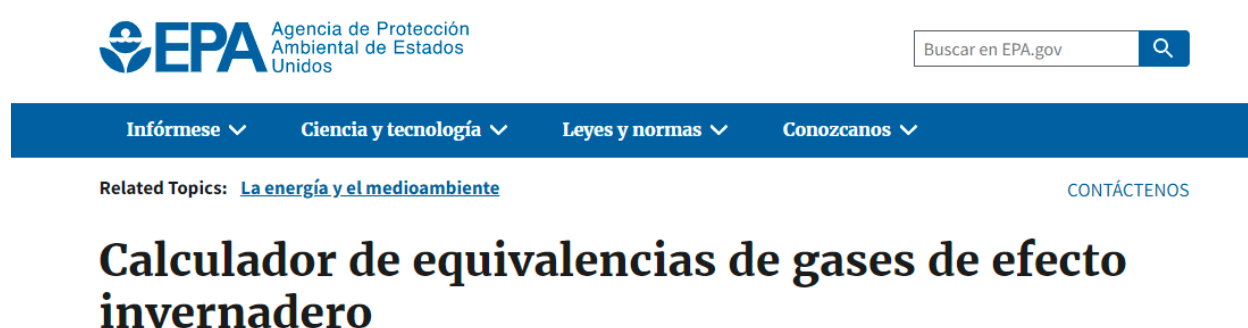 EPA
Agencia de Protección
Ambiental de Estados
Unidos
Buscar en EPA.gov
Infórmese Ciencia y tecnología Leyes y normas Conozcanos
Related Topics: La energía y el medioambiente CONTÁCTENOS
Calculador de equivalencias de gases de efecto
invernadero